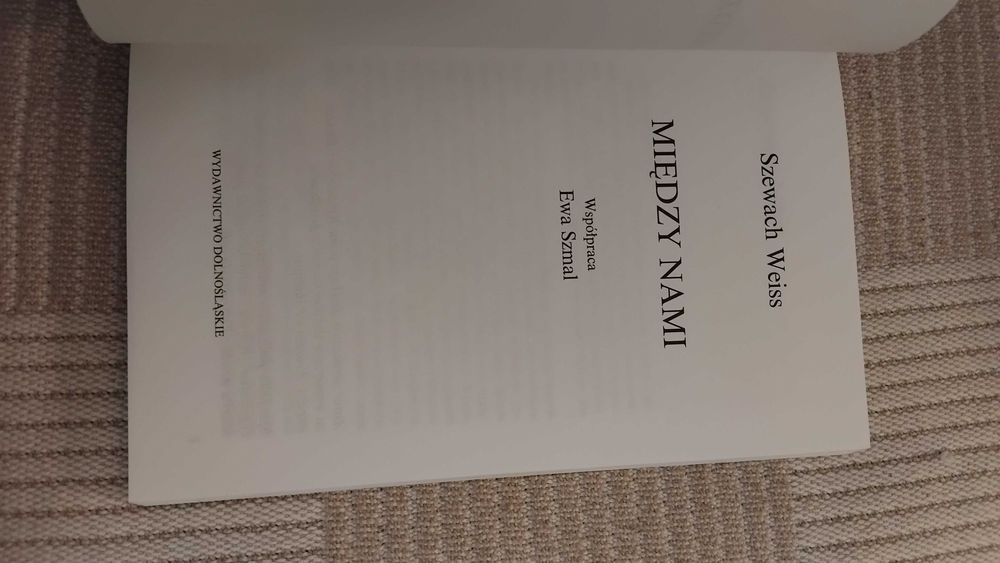 Szewach Weiss
MIĘDZY NAMI
Współpraca
Ewa Szmal
WYDAWNICTWO DOLNOŚLĄSKIE